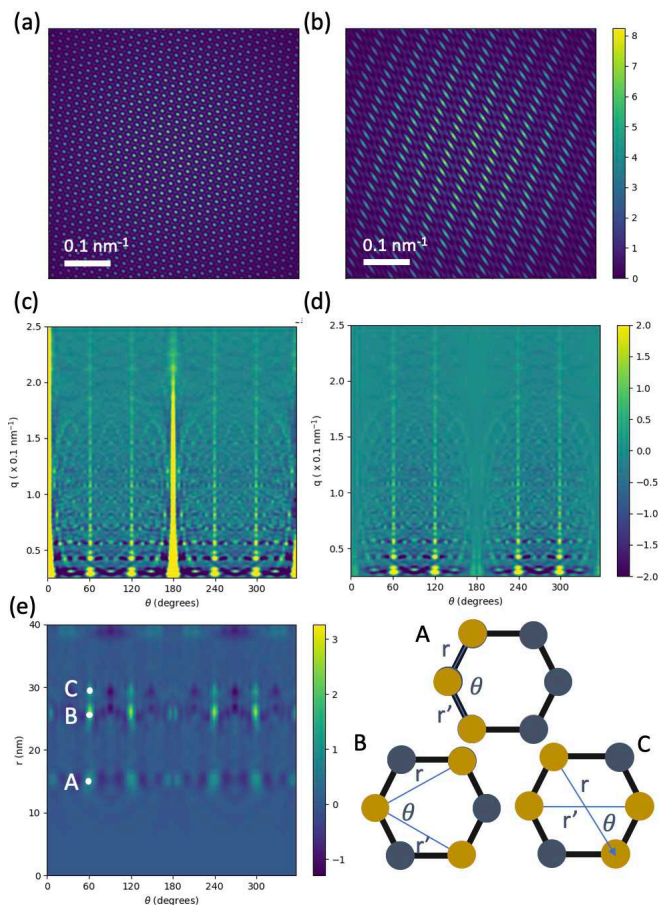 (a)
(b)
0.1 nm⁻¹
0.1 nm⁻¹
8
7
6
5
4
3
2
1
0
(c)
2.5
2.0
1.5
1.0
0.5
q ( x 0.1 nm⁻¹)
0 60 120 180 240 300
θ (degrees)
(d)
2.5
2.0
1.5
1.0
0.5
q ( x 0.1 nm⁻¹)
0 60 120 180 240 300
θ (degrees)
2.0
1.5
1.0
0.5
0.0
−0.5
−1.0
−1.5
−2.0
(e)
40
30
20
10
0
r (nm)
C
B
A
0 60 120 180 240 300
θ (degrees)
3
2
1
0
−1
A
r
θ
r'
B
r
θ
r'
C
r
r'
θ